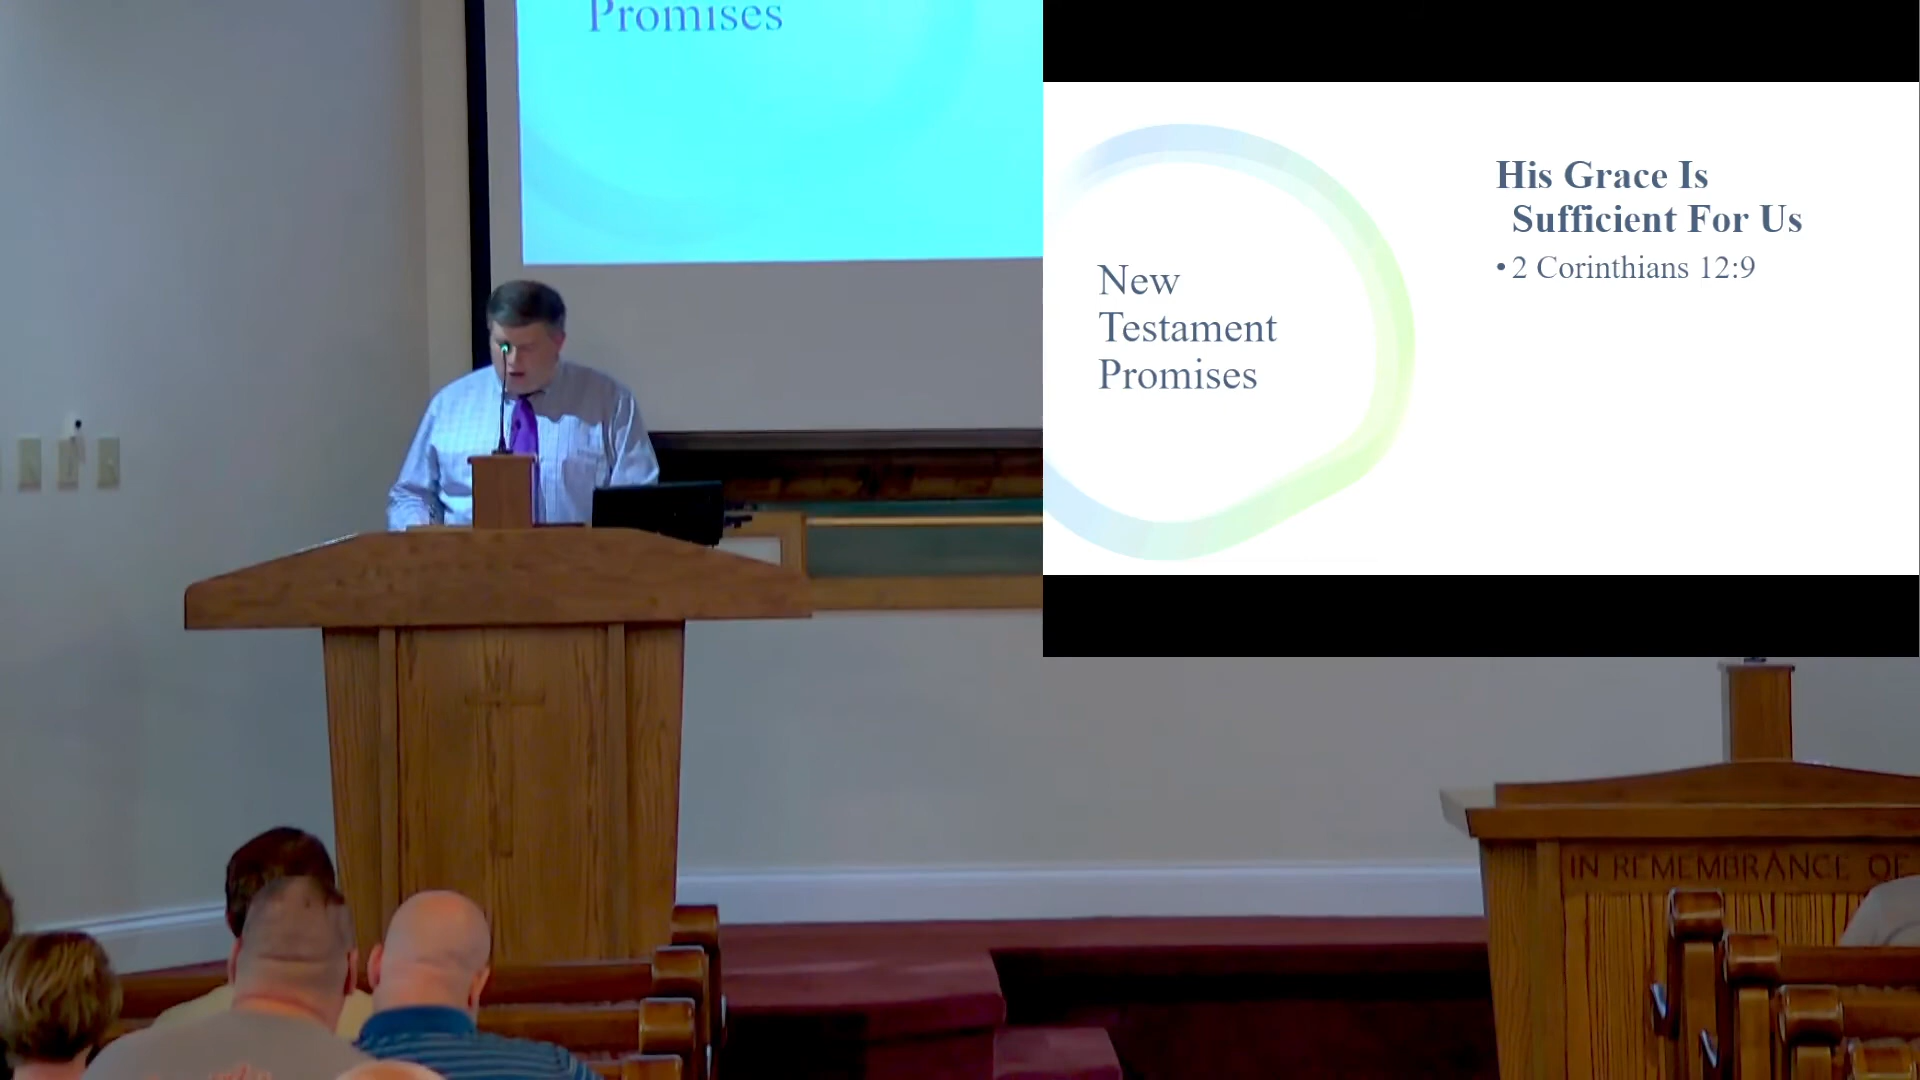 Promises
New
Testament
Promises
His Grace Is
Sufficient For Us
• 2 Corinthians 12:9
IN REMEMBRANCE OF